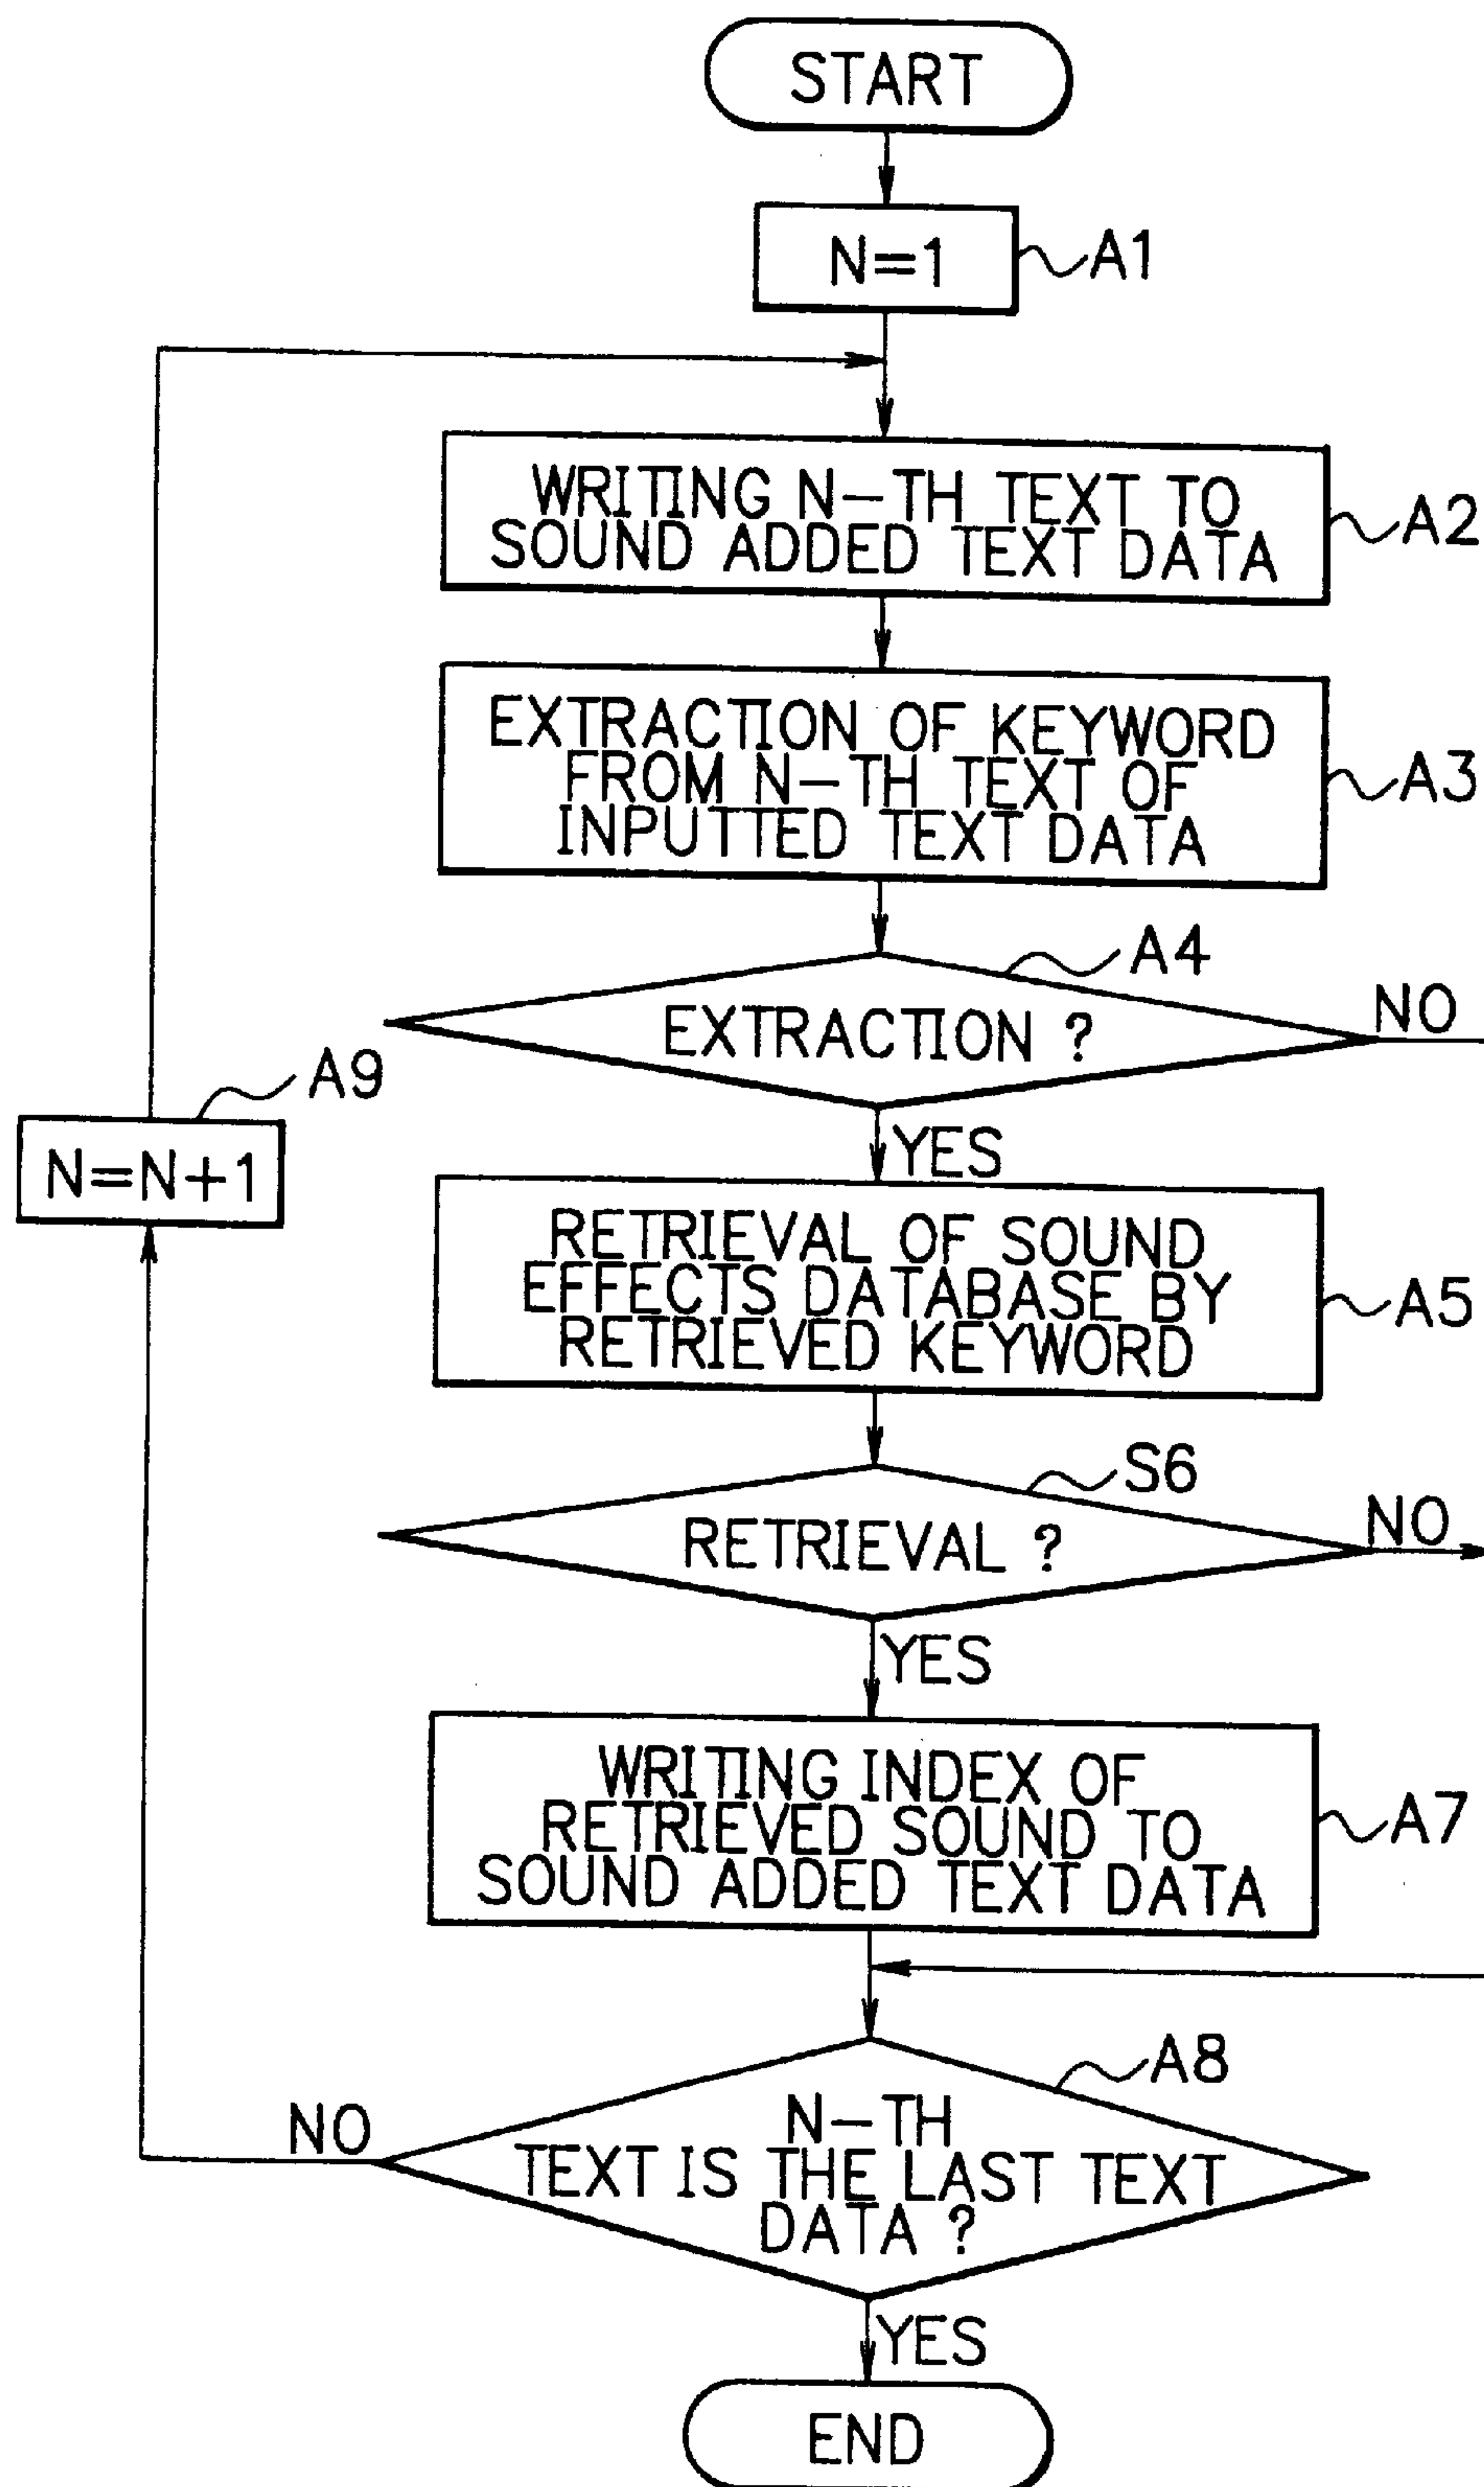 START
N=1
A1
WRITING N-TH TEXT TO
SOUND ADDED TEXT DATA
A2
EXTRACTION OF KEYWORD
FROM N-TH TEXT OF
INPUTTED TEXT DATA
A3
A4
EXTRACTION ?
NO
YES
A9
N=N+1
RETRIEVAL OF SOUND
EFFECTS DATABASE BY
RETRIEVED KEYWORD
A5
S6
RETRIEVAL ?
NO
YES
WRITING INDEX OF
RETRIEVED SOUND TO
SOUND ADDED TEXT DATA
A7
A8
N-TH
TEXT IS THE LAST TEXT
DATA ?
NO
YES
END